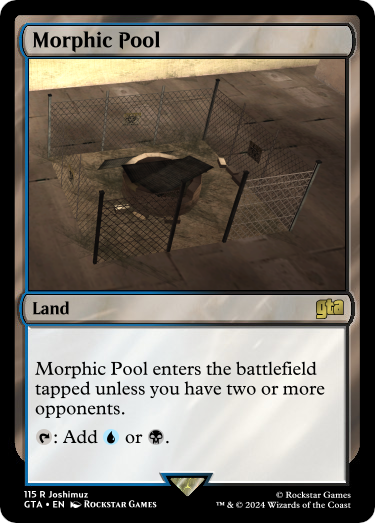 Morphic Pool
Land
gta
Morphic Pool enters the battlefield
tapped unless you have two or more
opponents.
: Add or .
115 R Joshimuz
GTA • EN Rockstar Games
© Rockstar Games
™ & © 2024 Wizards of the Coast